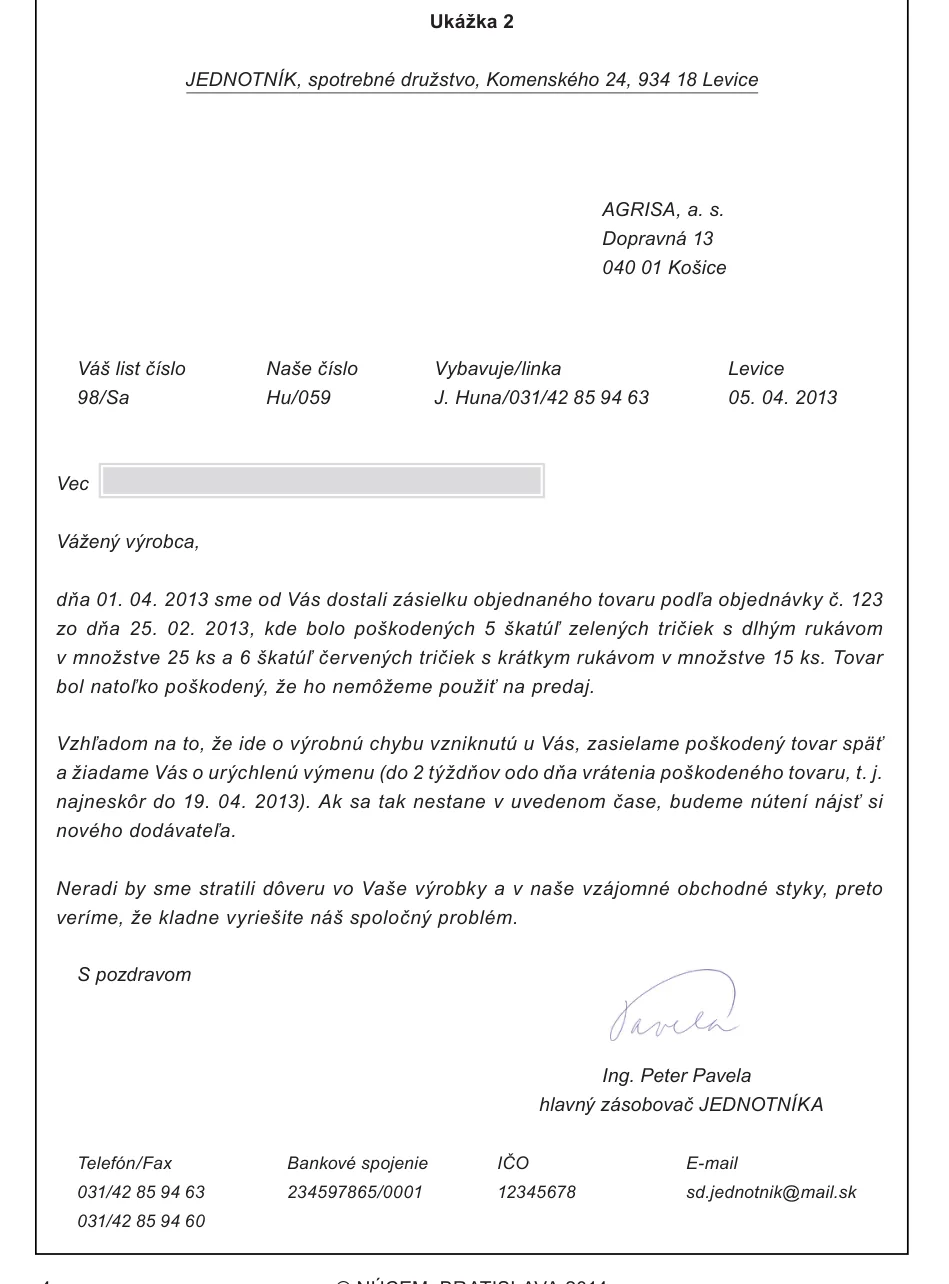 Ukážka 2
JEDNOTNÍK, spotrebné družstvo, Komenského 24, 934 18 Levice
AGRISA, a. s.
Dopravná 13
040 01 Košice
Váš list číslo Naše číslo Vybavuje/linka Levice
98/Sa Hu/059 J. Huna/031/42 85 94 63 05. 04. 2013
Vec
Vážený výrobca,
dňa 01. 04. 2013 sme od Vás dostali zásielku objednaného tovaru podľa objednávky č. 123
zo dňa 25. 02. 2013, kde bolo poškodených 5 škatúľ zelených tričiek s dlhým rukávom
v množstve 25 ks a 6 škatúľ červených tričiek s krátkym rukávom v množstve 15 ks. Tovar
bol natoľko poškodený, že ho nemôžeme použiť na predaj.
Vzhľadom na to, že ide o výrobnú chybu vzniknutú u Vás, zasielame poškodený tovar späť
a žiadame Vás o urýchlenú výmenu (do 2 týždňov odo dňa vrátenia poškodeného tovaru, t. j.
najneskôr do 19. 04. 2013). Ak sa tak nestane v uvedenom čase, budeme nútení nájsť si
nového dodávateľa.
Neradi by sme stratili dôveru vo Vaše výrobky a v naše vzájomné obchodné styky, preto
veríme, že kladne vyriešite náš spoločný problém.
S pozdravom
Pavela
Ing. Peter Pavela
hlavný zásobovač JEDNOTNÍKA
Telefón/Fax Bankové spojenie IČO E-mail
031/42 85 94 63 234597865/0001 12345678 sd.jednotnik@mail.sk
031/42 85 94 60
© NÚCEM, BRATISLAVA 2014